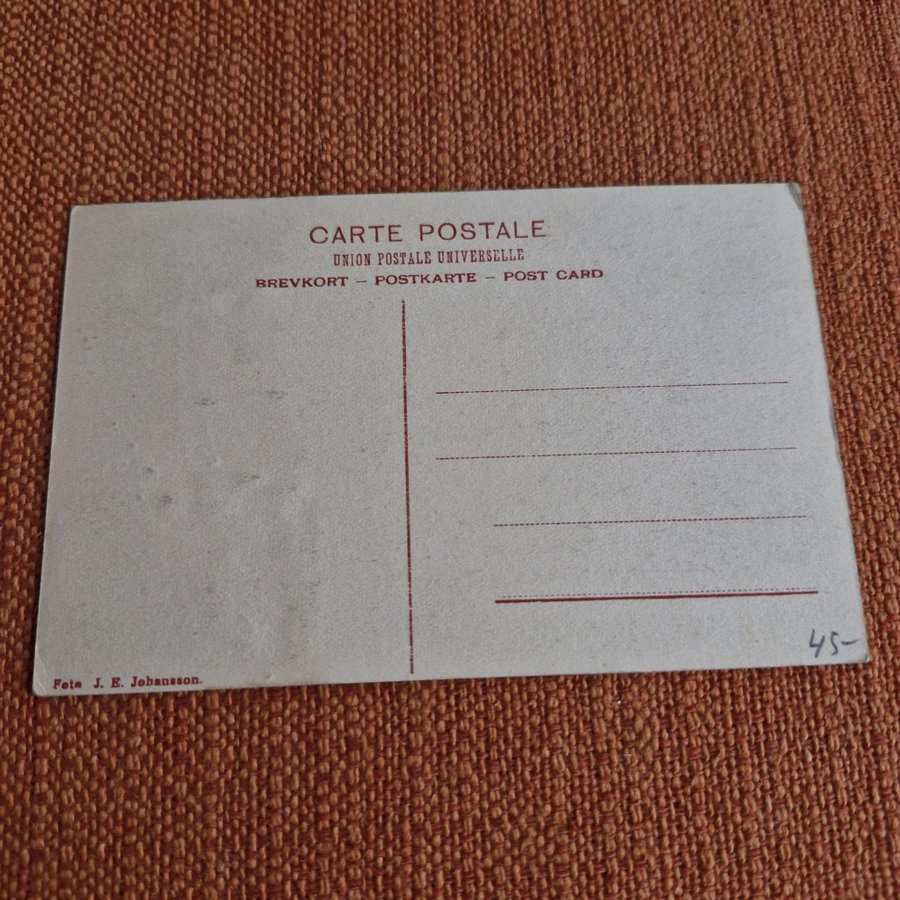 CARTE POSTALE
UNION POSTALE UNIVERSELLE
BREVKORT — POSTKARTE — POST CARD
Foto J. E. Johansson.
45-